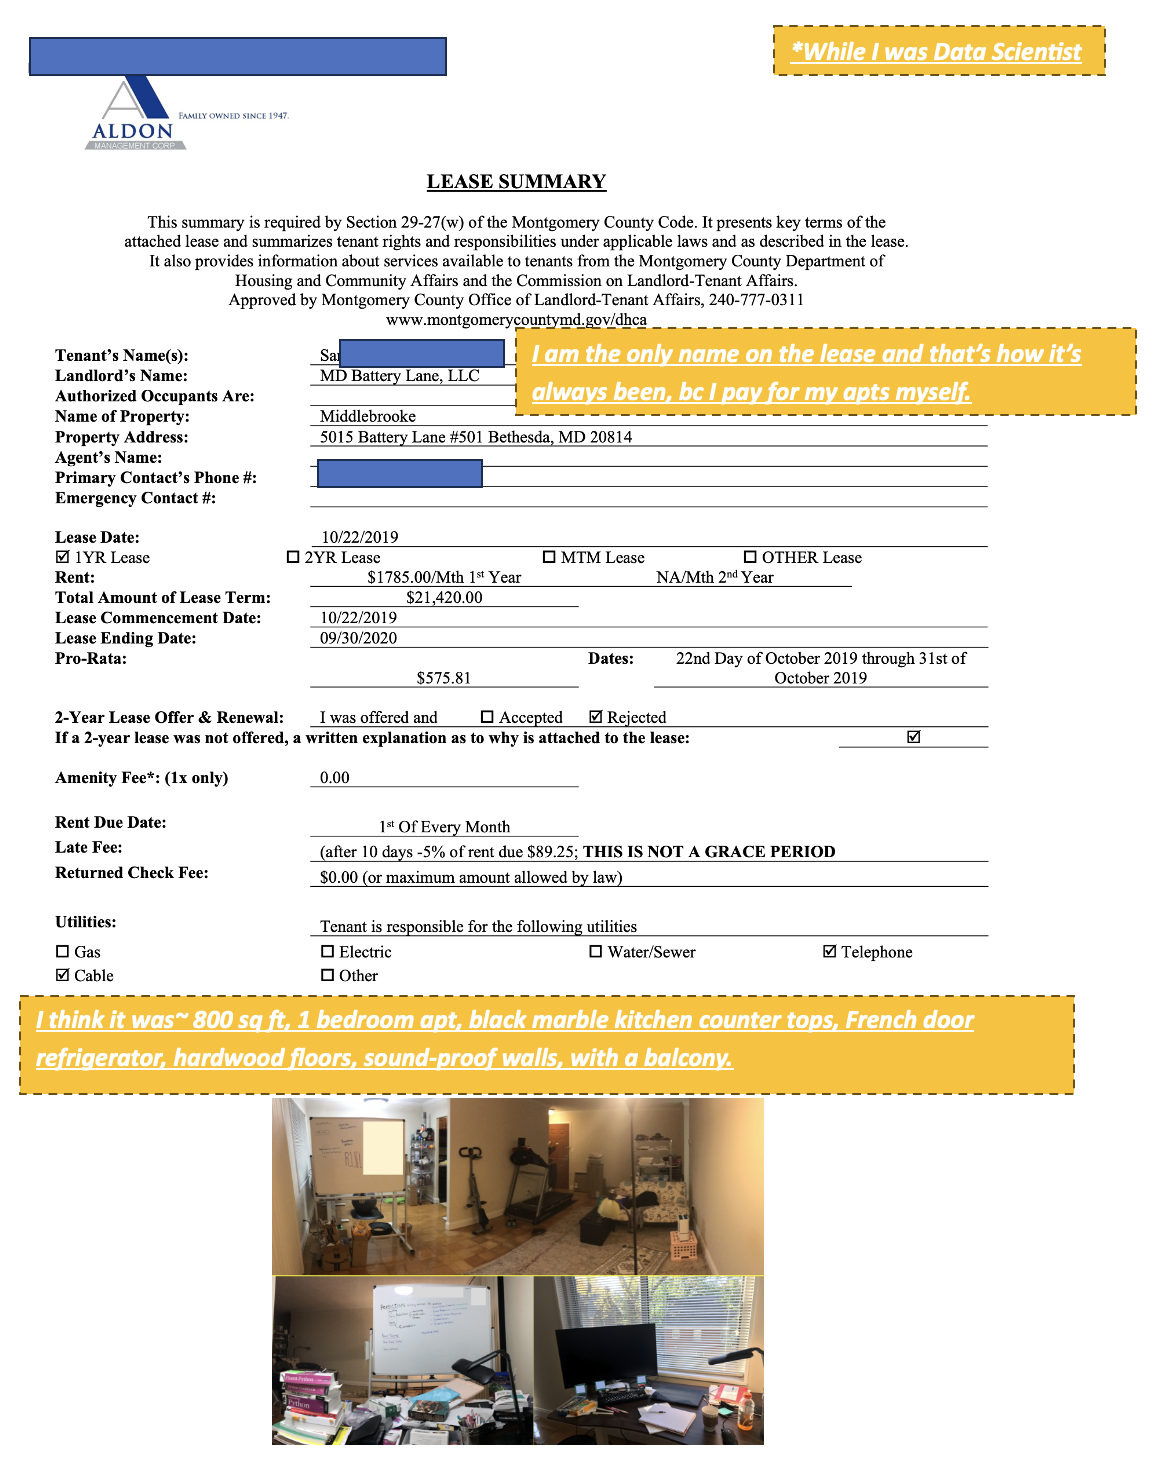 *While I was Data Scientist
FAMILY OWNED SINCE 1947.
ALDON
MANAGEMENT CORP.
LEASE SUMMARY
This summary is required by Section 29-27(w) of the Montgomery County Code. It presents key terms of the
attached lease and summarizes tenant rights and responsibilities under applicable laws and as described in the lease.
It also provides information about services available to tenants from the Montgomery County Department of
Housing and Community Affairs and the Commission on Landlord-Tenant Affairs.
Approved by Montgomery County Office of Landlord-Tenant Affairs, 240-777-0311
www.montgomerycountymd.gov/dhca
I am the only name on the lease and that's how it's
always been, bc I pay for my apts myself.
Tenant's Name(s): Sa
Landlord's Name: MD Battery Lane, LLC
Authorized Occupants Are:
Name of Property: Middlebrooke
Property Address: 5015 Battery Lane #501 Bethesda, MD 20814
Agent's Name:
Primary Contact's Phone #:
Emergency Contact #:
Lease Date: 10/22/2019
☑ 1YR Lease ☐ 2YR Lease ☐ MTM Lease ☐ OTHER Lease
Rent: $1785.00/Mth 1st Year NA/Mth 2nd Year
Total Amount of Lease Term: $21,420.00
Lease Commencement Date: 10/22/2019
Lease Ending Date: 09/30/2020
Pro-Rata: Dates: 22nd Day of October 2019 through 31st of
$575.81 October 2019
2-Year Lease Offer & Renewal: I was offered and ☐ Accepted ☑ Rejected
If a 2-year lease was not offered, a written explanation as to why is attached to the lease: ☑
Amenity Fee*: (1x only) 0.00
Rent Due Date: 1st Of Every Month
Late Fee: (after 10 days -5% of rent due $89.25; THIS IS NOT A GRACE PERIOD
Returned Check Fee: $0.00 (or maximum amount allowed by law)
Utilities: Tenant is responsible for the following utilities
☐ Gas ☐ Electric ☐ Water/Sewer ☑ Telephone
☑ Cable ☐ Other
I think it was~ 800 sq ft, 1 bedroom apt, black marble kitchen counter tops, French door
refrigerator, hardwood floors, sound-proof walls, with a balcony.
Python